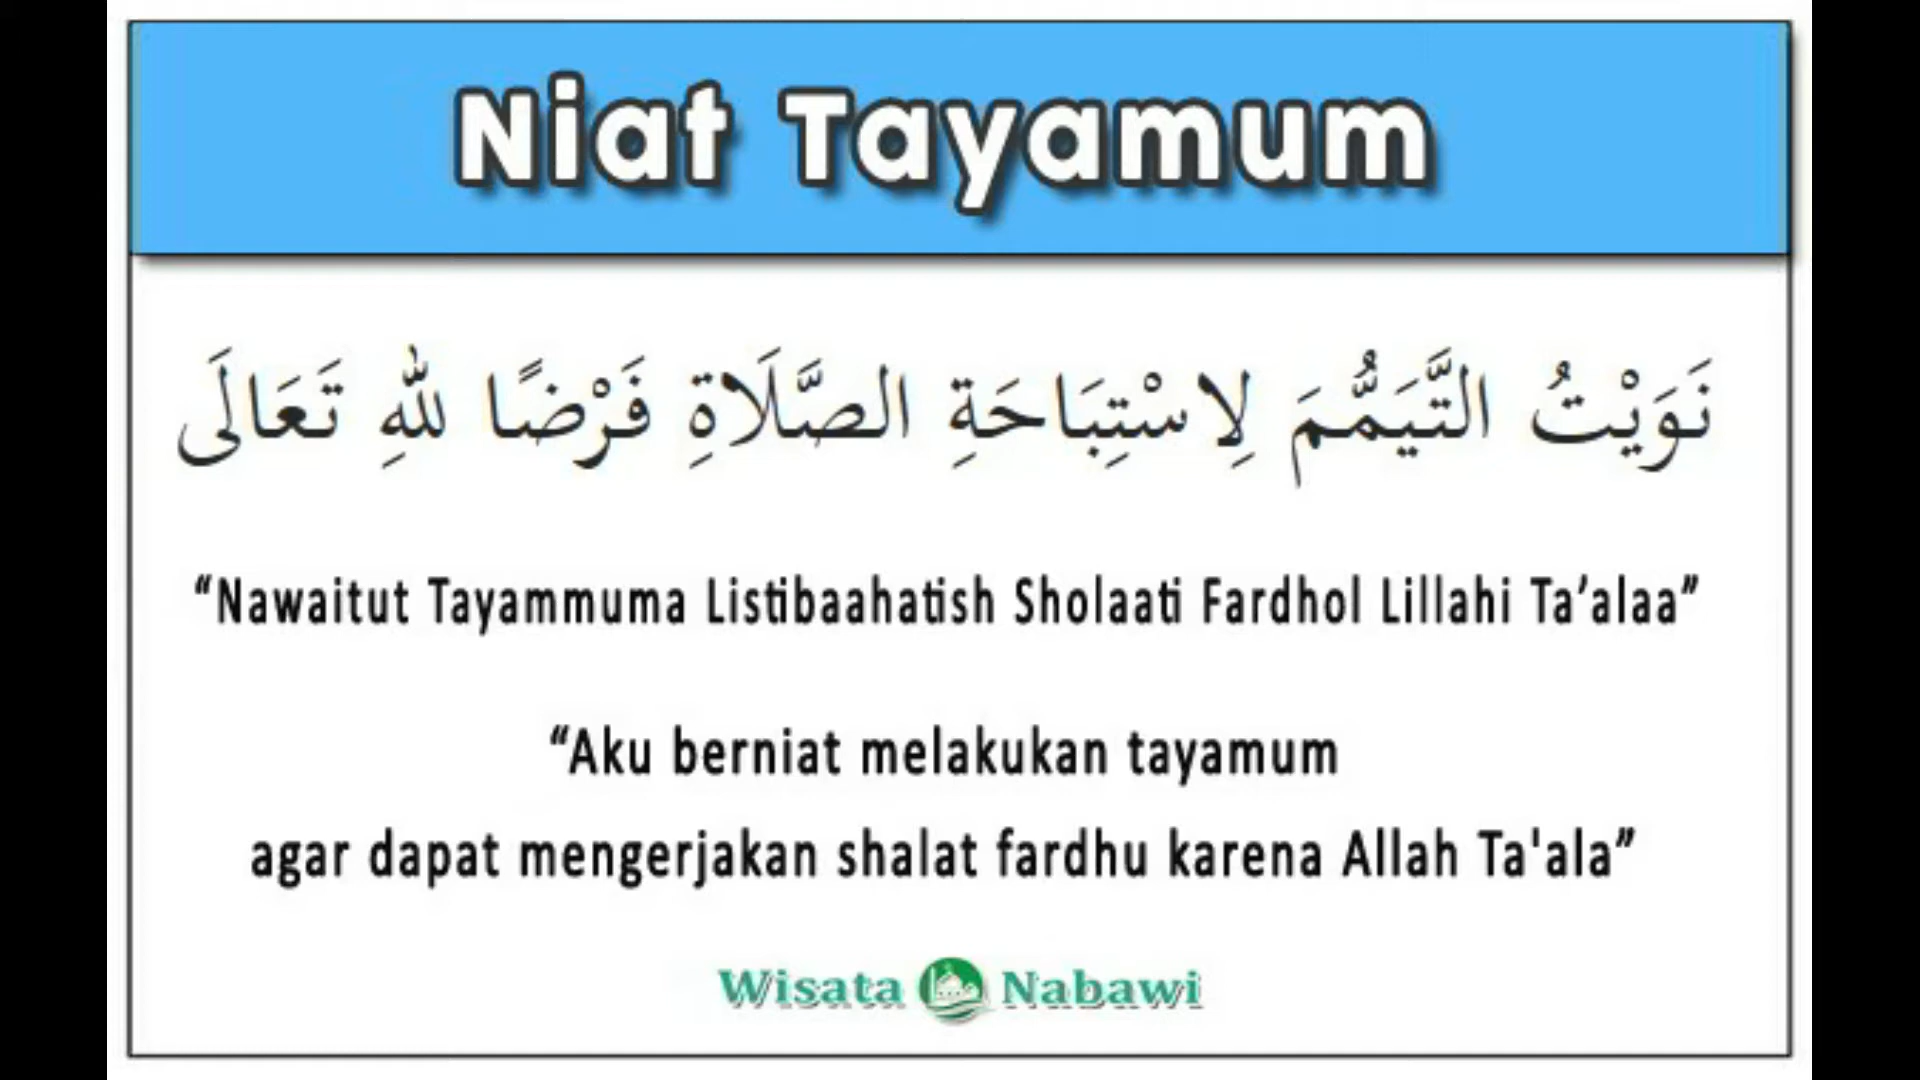 Niat Tayamum
نَوَيْتُ التَّيَمُّمَ لِاسْتِبَاحَةِ الصَّلَاةِ فَرْضًا لِلّٰهِ تَعَالَى
“Nawaitut Tayammuma Listibaahatish Sholaati Fardhol Lillahi Ta’alaa”
“Aku berniat melakukan tayamum
agar dapat mengerjakan shalat fardhu karena Allah Ta'ala”
Wisata Nabawi